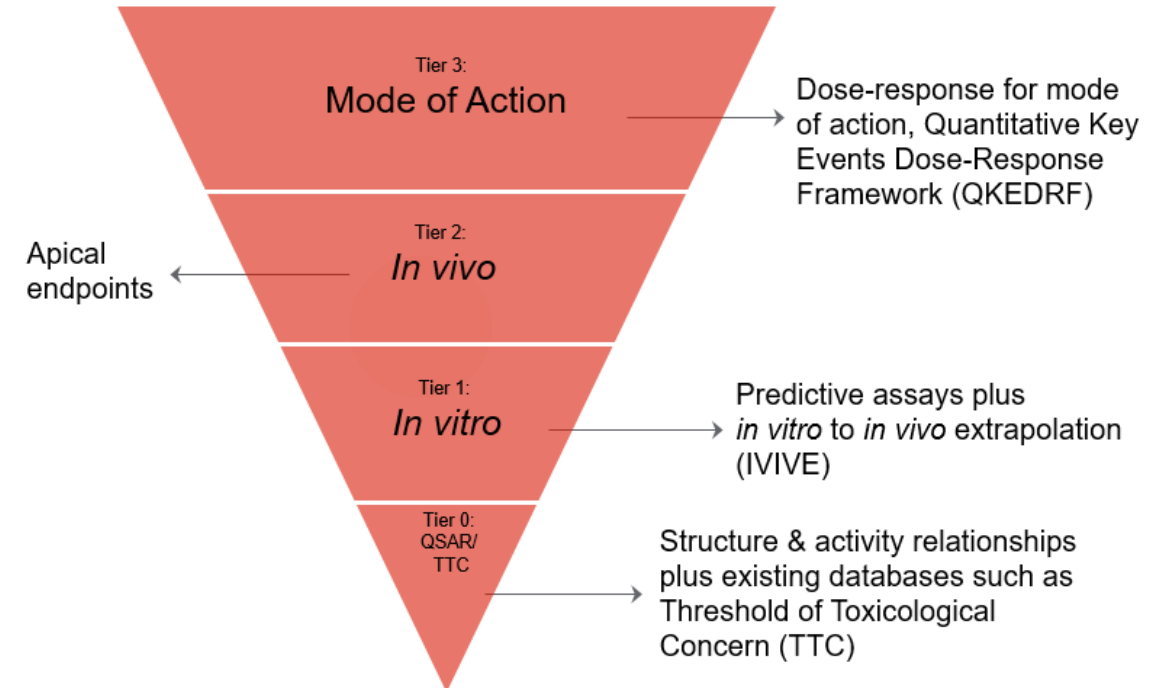 Tier 3:
Mode of Action
Dose-response for mode
of action, Quantitative Key
Events Dose-Response
Framework (QKEDRF)
Tier 2:
In vivo
Apical
endpoints
Tier 1:
In vitro
Predictive assays plus
in vitro to in vivo extrapolation
(IVIVE)
Tier 0:
QSAR/
TTC
Structure & activity relationships
plus existing databases such as
Threshold of Toxicological
Concern (TTC)